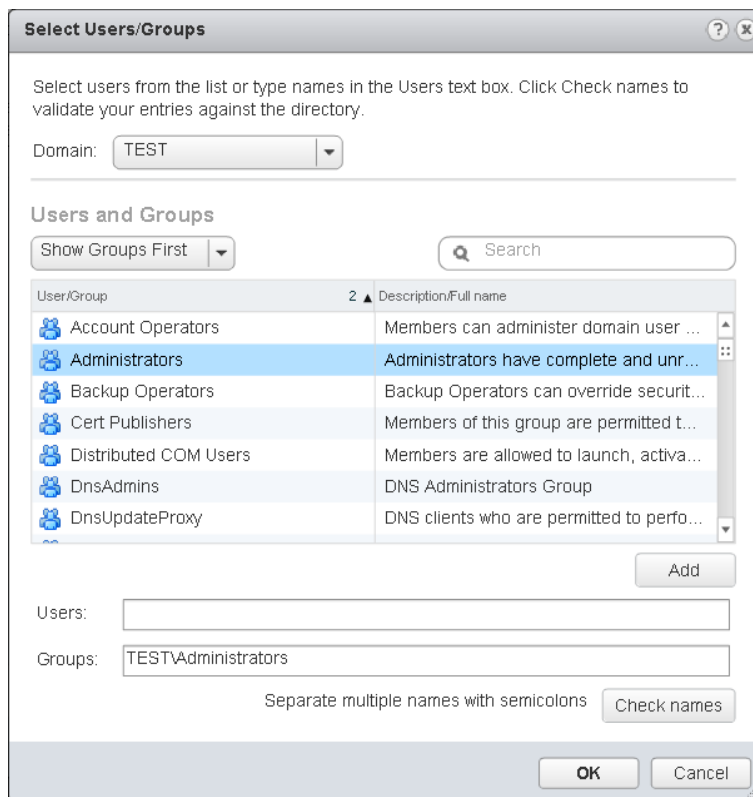 Select Users/Groups
Select users from the list or type names in the Users text box. Click Check names to
validate your entries against the directory.
Domain: TEST
Users and Groups
Show Groups First Search
User/Group 2 Description/Full name
Account Operators Members can administer domain user ...
Administrators Administrators have complete and unr...
Backup Operators Backup Operators can override securit...
Cert Publishers Members of this group are permitted t...
Distributed COM Users Members are allowed to launch, activa...
DnsAdmins DNS Administrators Group
DnsUpdateProxy DNS clients who are permitted to perfo...
Add
Users:
Groups: TEST\Administrators
Separate multiple names with semicolons Check names
OK Cancel